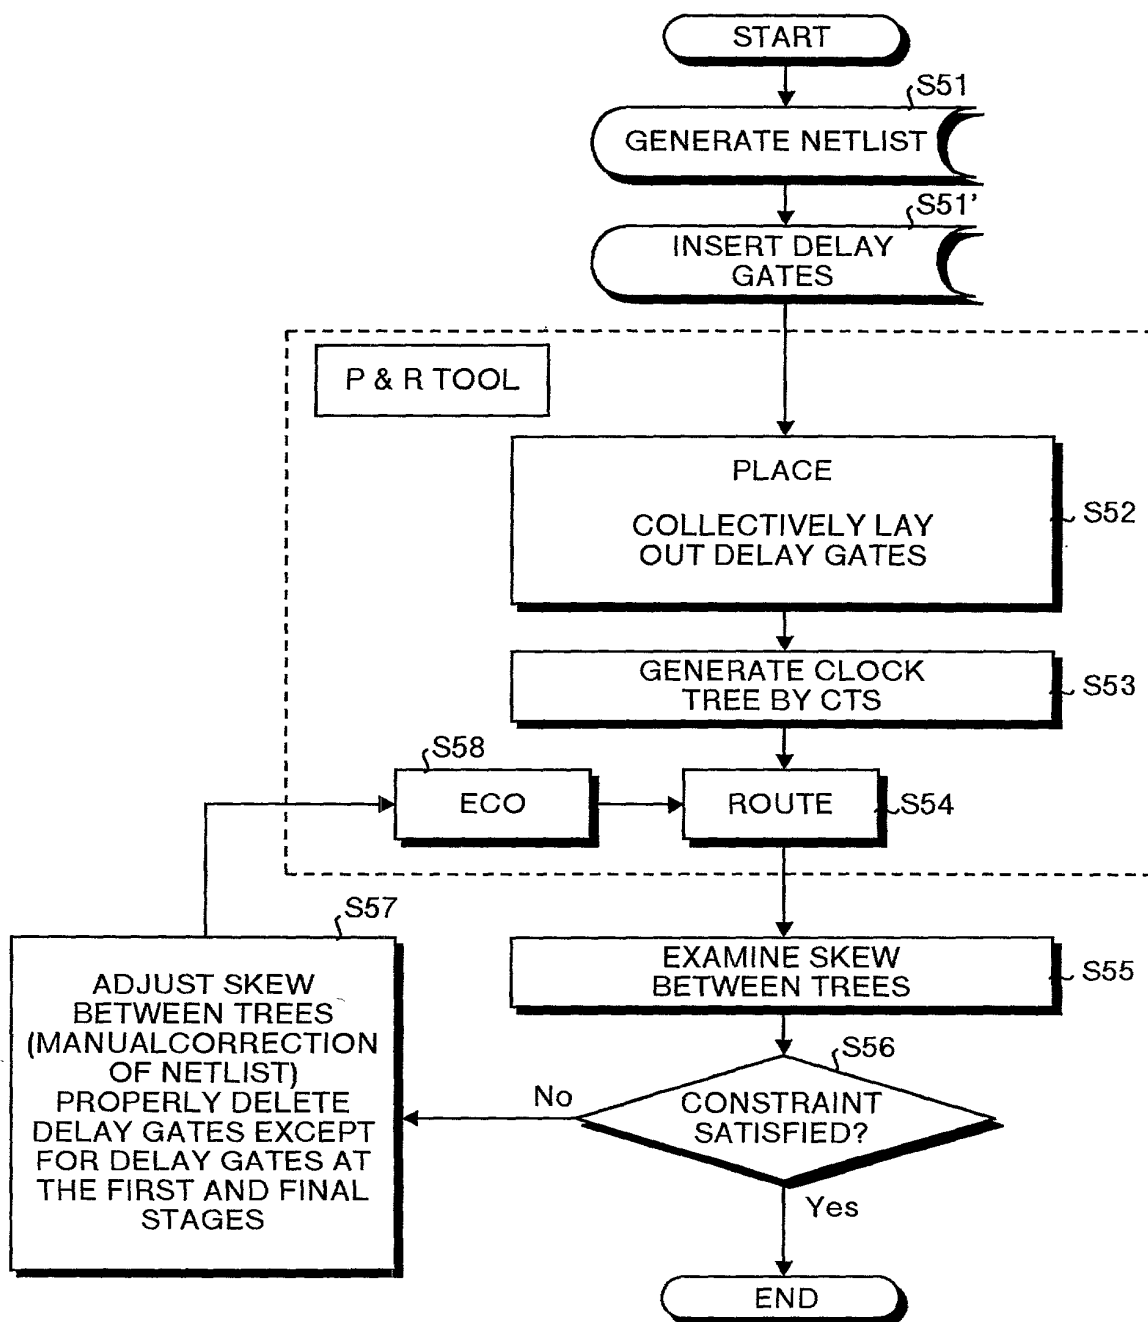 START
S51
GENERATE NETLIST
S51'
INSERT DELAY
GATES
P & R TOOL
PLACE
COLLECTIVELY LAY
OUT DELAY GATES
S52
GENERATE CLOCK
TREE BY CTS
S53
S58
ECO
ROUTE
S54
S57
ADJUST SKEW
BETWEEN TREES
(MANUALCORRECTION
OF NETLIST)
PROPERLY DELETE
DELAY GATES EXCEPT
FOR DELAY GATES AT
THE FIRST AND FINAL
STAGES
EXAMINE SKEW
BETWEEN TREES
S55
S56
No
CONSTRAINT
SATISFIED?
Yes
END